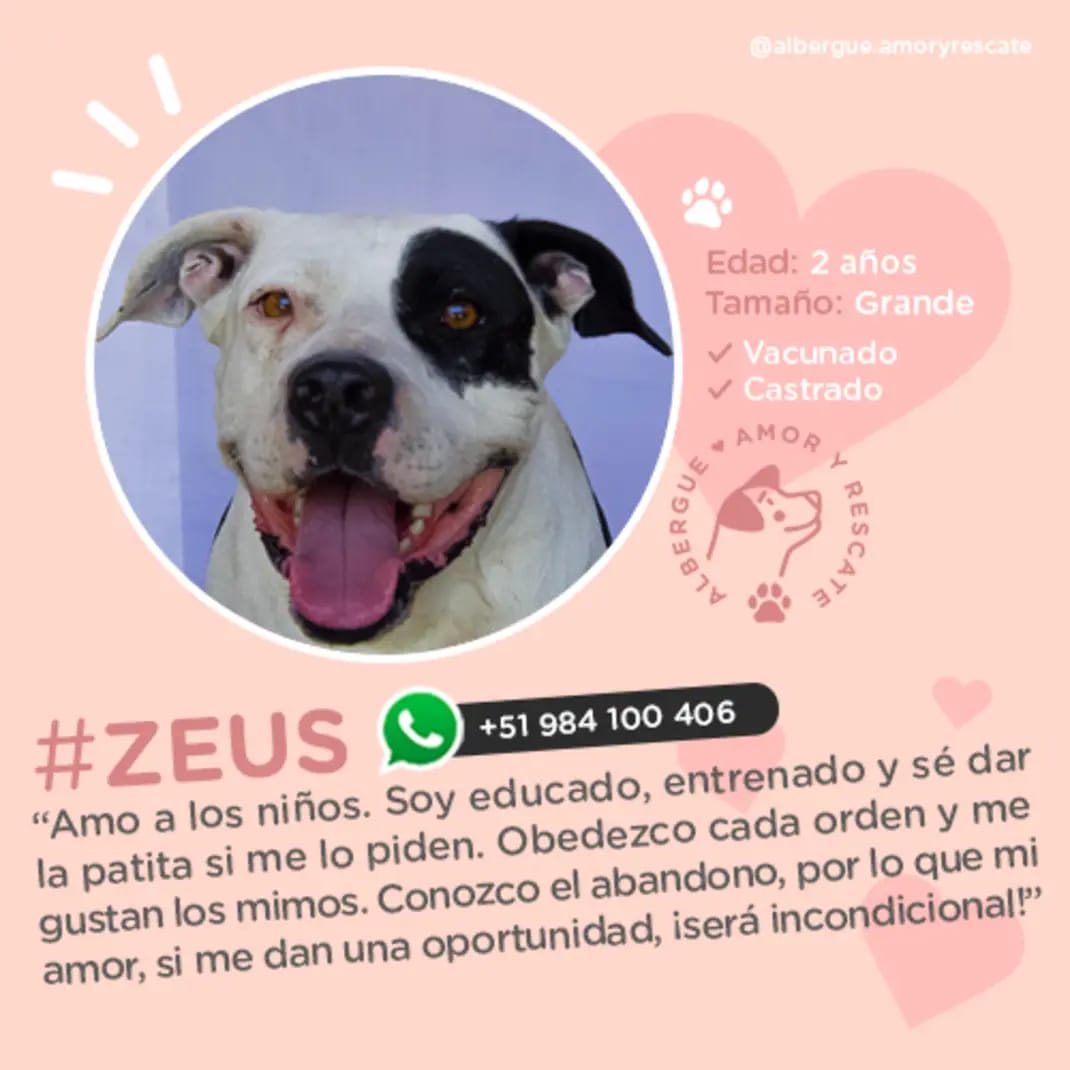 @albergue.amoryrescate
Edad: 2 años
Tamaño: Grande
✓ Vacunado
✓ Castrado
ALBERGUE ♥ AMOR Y RESCATE
#ZEUS
+51 984 100 406
“Amo a los niños. Soy educado, entrenado y sé dar
la patita si me lo piden. Obedezco cada orden y me
gustan los mimos. Conozco el abandono, por lo que mi
amor, si me dan una oportunidad, ¡será incondicional!”